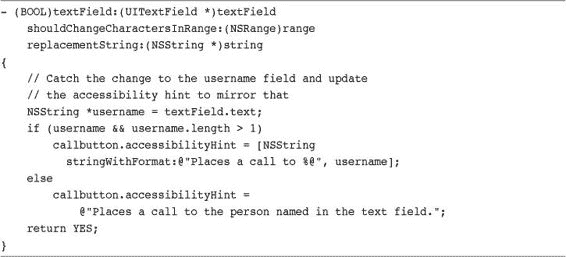 - (BOOL)textField:(UITextField *)textField
    shouldChangeCharactersInRange:(NSRange)range
    replacementString:(NSString *)string
{
    // Catch the change to the username field and update
    // the accessibility hint to mirror that
    NSString *username = textField.text;
    if (username && username.length > 1)
        callbutton.accessibilityHint = [NSString
          stringWithFormat:@"Places a call to %@", username];
    else
        callbutton.accessibilityHint =
            @"Places a call to the person named in the text field.";
    return YES;
}